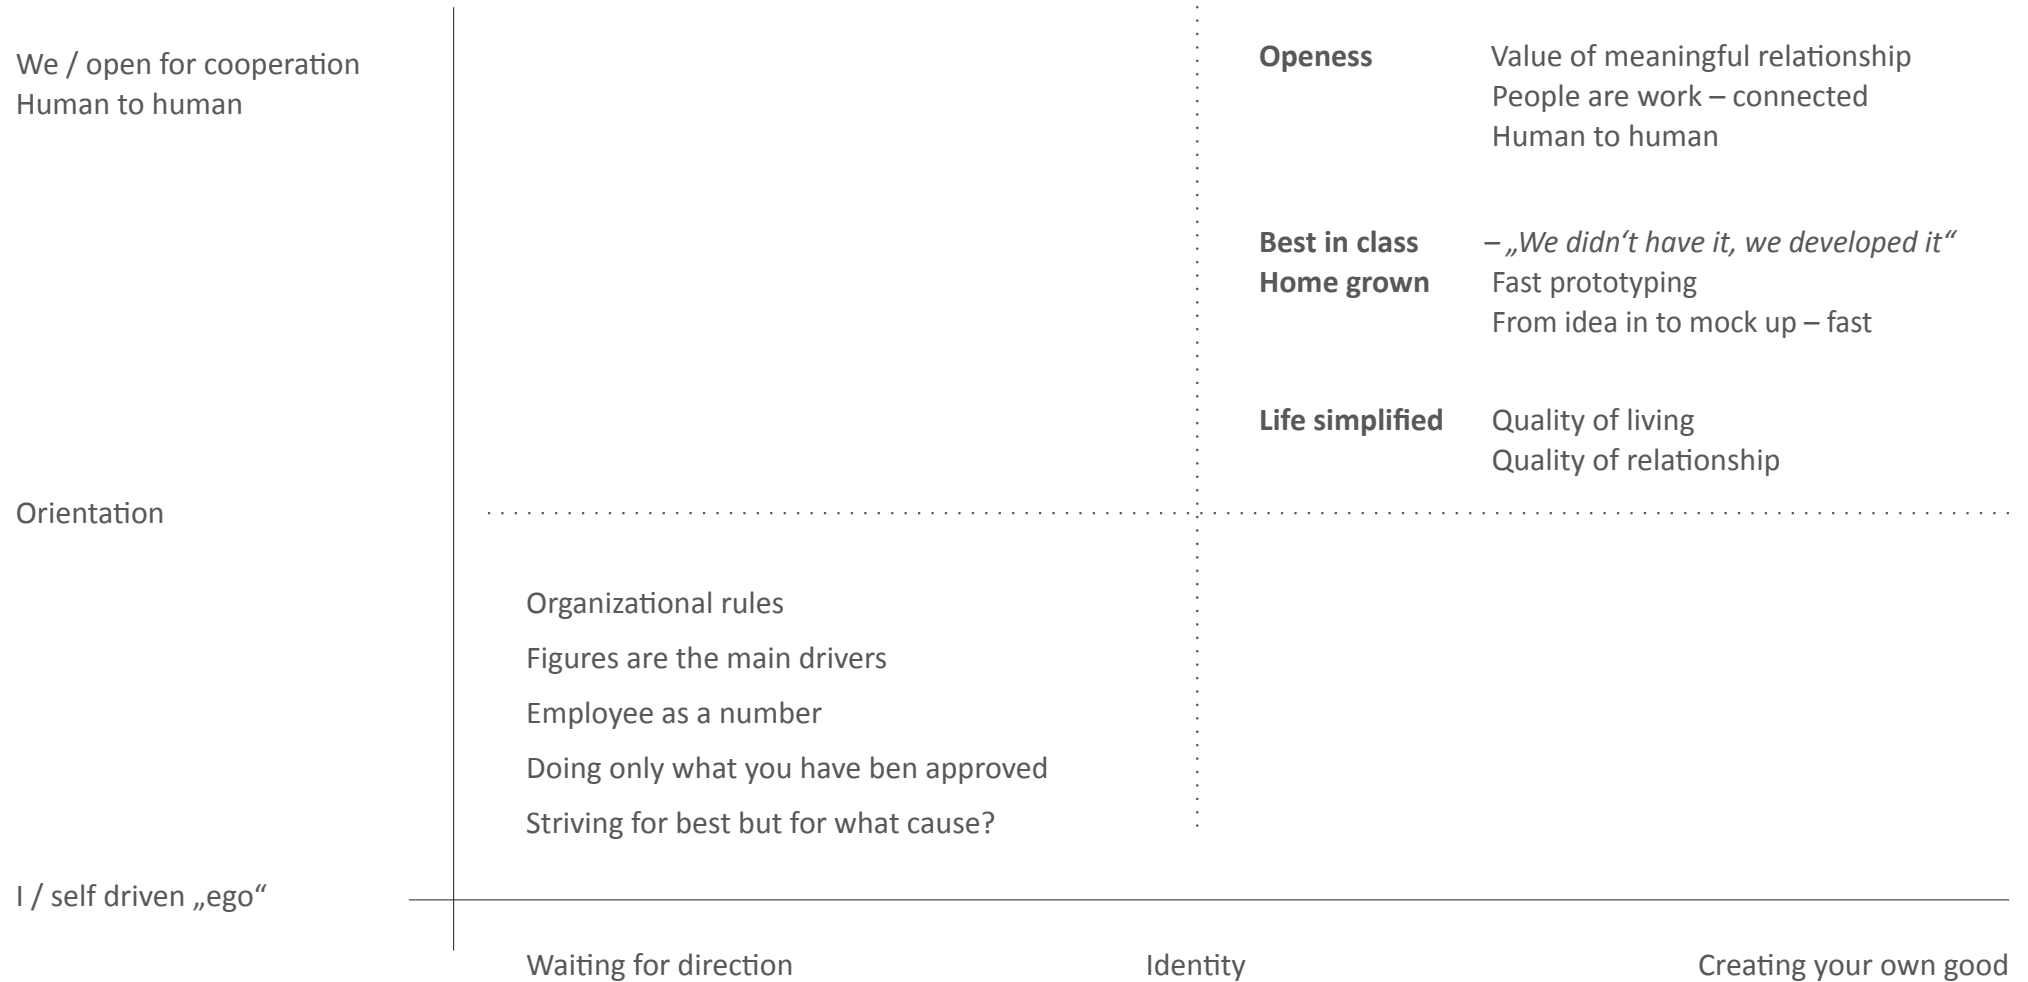 We / open for cooperation
Human to human
Openess Value of meaningful relationship
People are work – connected
Human to human
Best in class – „We didn‘t have it, we developed it“
Home grown Fast prototyping
From idea in to mock up – fast
Life simplified Quality of living
Quality of relationship
Orientation
Organizational rules
Figures are the main drivers
Employee as a number
Doing only what you have ben approved
Striving for best but for what cause?
I / self driven „ego“
Waiting for direction Identity Creating your own good